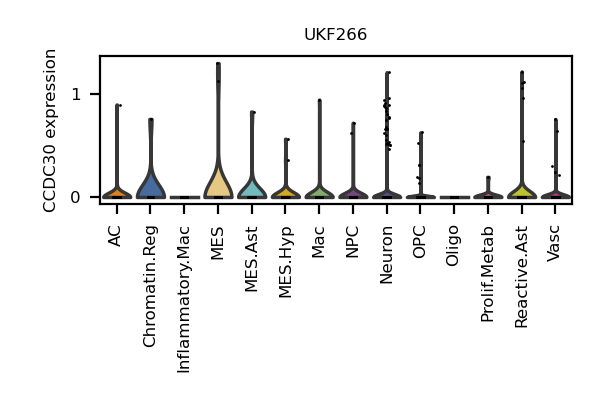 UKF266
CCDC30 expression
1
0
AC
Chromatin.Reg
Inflammatory.Mac
MES
MES.Ast
MES.Hyp
Mac
NPC
Neuron
OPC
Oligo
Prolif.Metab
Reactive.Ast
Vasc